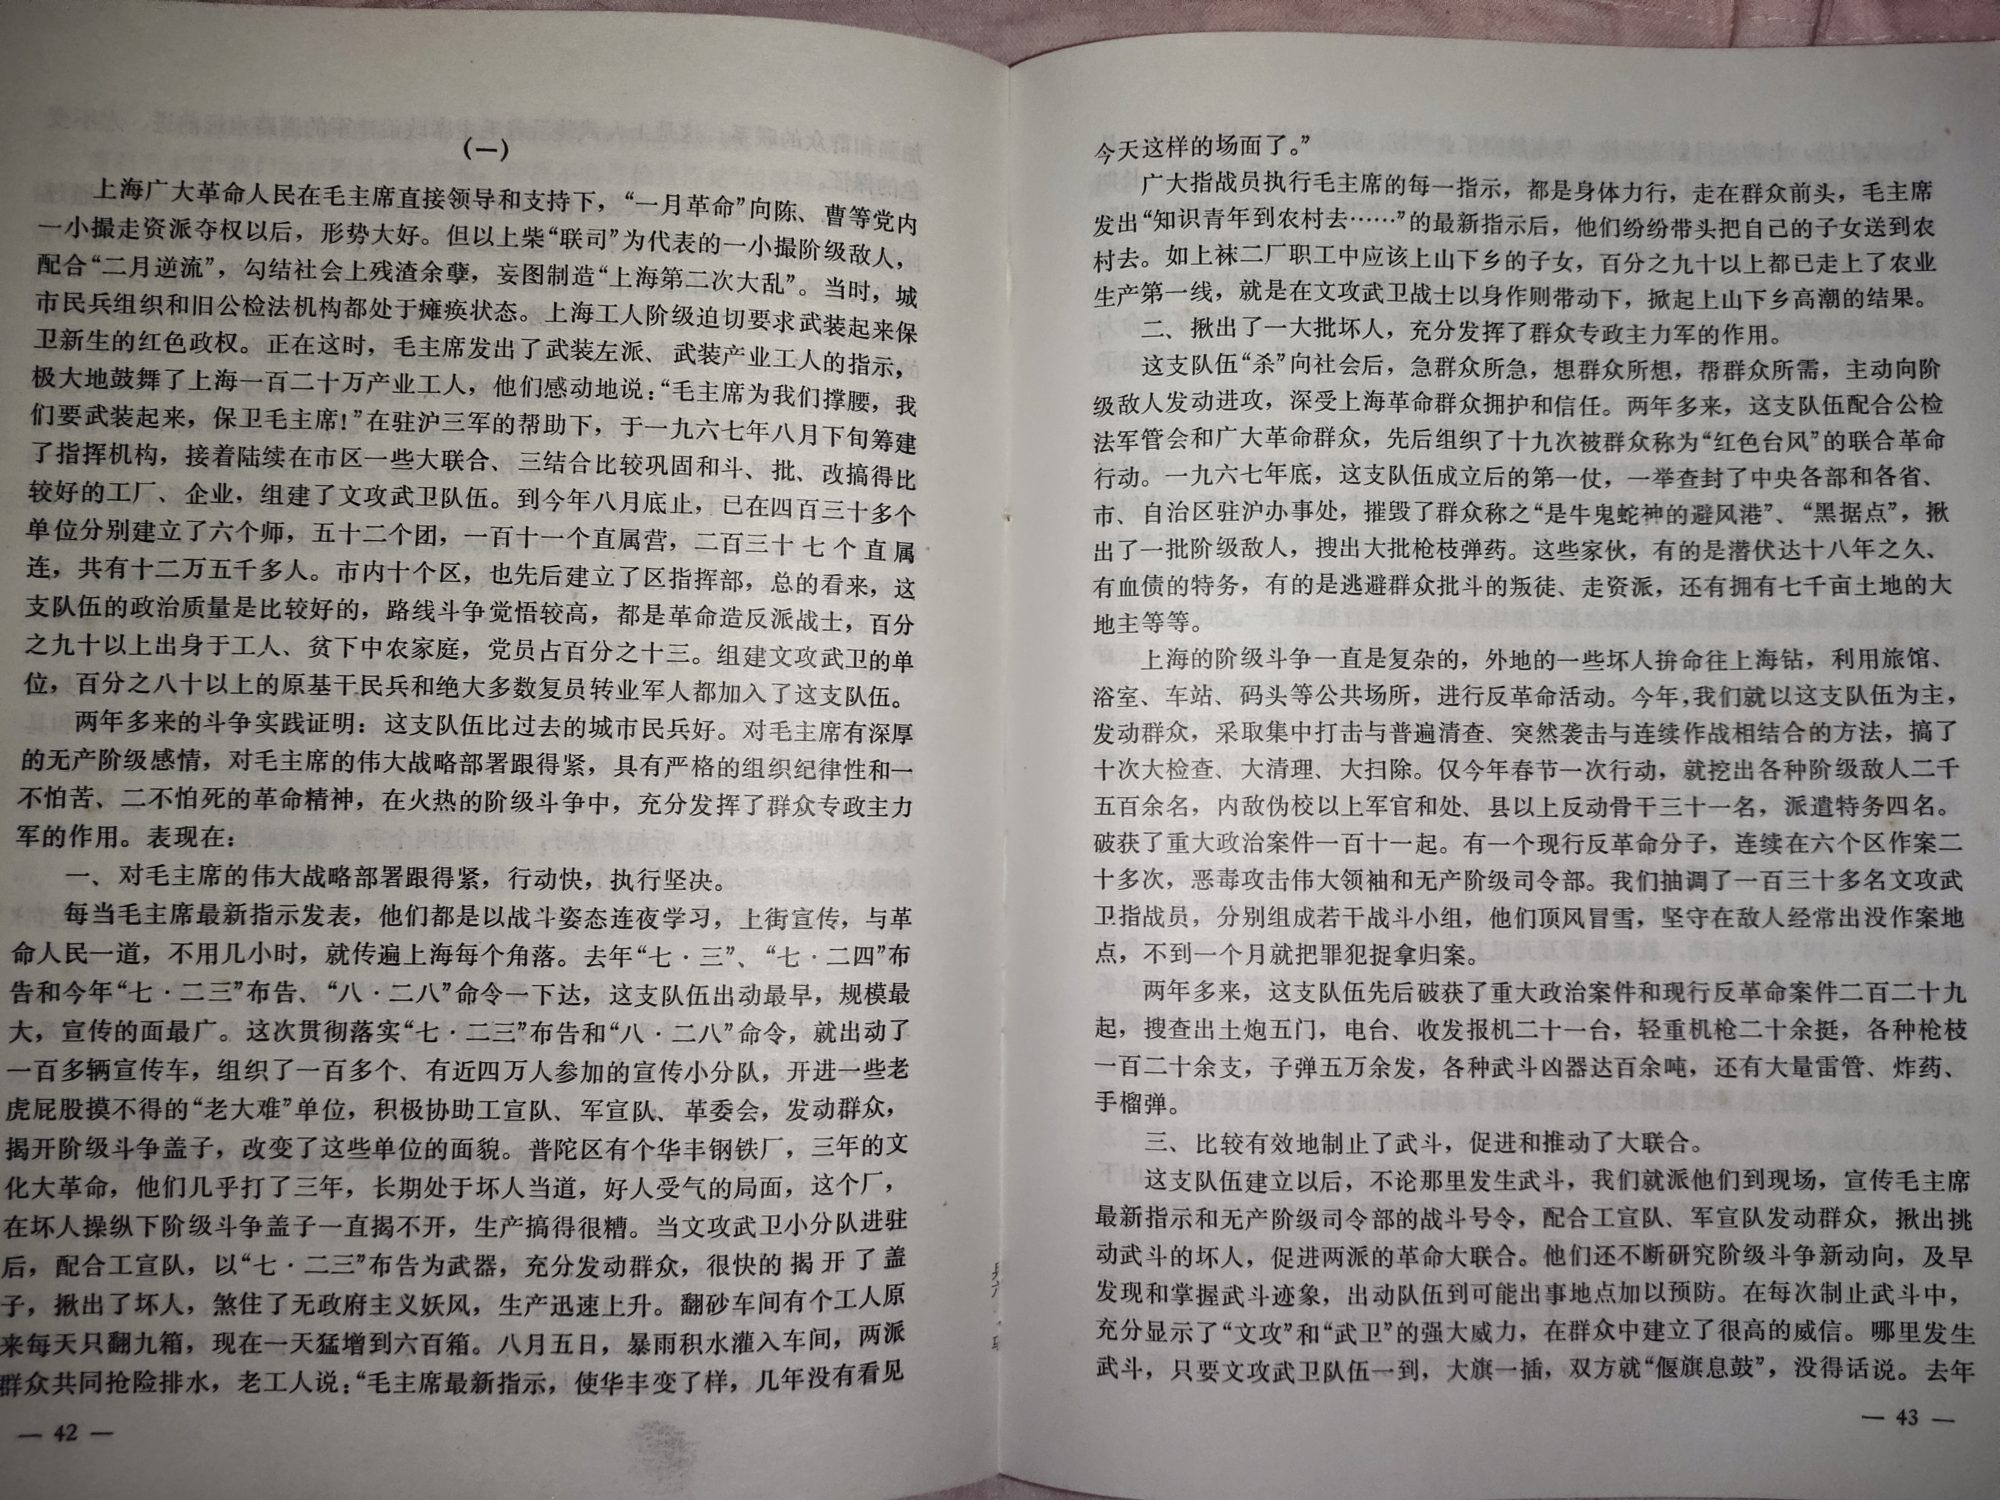 （一）
上海广大革命人民在毛主席直接领导和支持下，“一月革命”向陈、曹等党内
一小撮走资派夺权以后，形势大好。但以上柴“联司”为代表的一小撮阶级敌人，
配合“二月逆流”，勾结社会上残渣余孽，妄图制造“上海第二次大乱”。当时，城
市民兵组织和旧公检法机构都处于瘫痪状态。上海工人阶级迫切要求武装起来保
卫新生的红色政权。正在这时，毛主席发出了武装左派、武装产业工人的指示，
极大地鼓舞了上海一百二十万产业工人，他们感动地说：“毛主席为我们撑腰，我
们要武装起来，保卫毛主席！”在驻沪三军的帮助下，于一九六七年八月下旬筹建
了指挥机构，接着陆续在市区一些大联合、三结合比较巩固和斗、批、改搞得比
较好的工厂、企业，组建了文攻武卫队伍。到今年八月底止，已在四百三十多个
单位分别建立了六个师，五十二个团，一百十一个直属营，二百三十七个直属
连，共有十二万五千多人。市内十个区，也先后建立了区指挥部，总的看来，这
支队伍的政治质量是比较好的，路线斗争觉悟较高，都是革命造反派战士，百分
之九十以上出身于工人、贫下中农家庭，党员占百分之十三。组建文攻武卫的单
位，百分之八十以上的原基干民兵和绝大多数复员转业军人都加入了这支队伍。
两年多来的斗争实践证明：这支队伍比过去的城市民兵好。对毛主席有深厚
的无产阶级感情，对毛主席的伟大战略部署跟得紧，具有严格的组织纪律性和一
不怕苦、二不怕死的革命精神，在火热的阶级斗争中，充分发挥了群众专政主力
军的作用。表现在：
一、对毛主席的伟大战略部署跟得紧，行动快，执行坚决。
每当毛主席最新指示发表，他们都是以战斗姿态连夜学习，上街宣传，与革
命人民一道，不用几小时，就传遍上海每个角落。去年“七·三”、“七·二四”布
告和今年“七·二三”布告、“八·二八”命令一下达，这支队伍出动最早，规模最
大，宣传的面最广。这次贯彻落实“七·二三”布告和“八·二八”命令，就出动了
一百多辆宣传车，组织了一百多个、有近四万人参加的宣传小分队，开进一些老
虎屁股摸不得的“老大难”单位，积极协助工宣队、军宣队、革委会，发动群众，
揭开阶级斗争盖子，改变了这些单位的面貌。普陀区有个华丰钢铁厂，三年的文
化大革命，他们几乎打了三年，长期处于坏人当道，好人受气的局面，这个厂，
在坏人操纵下阶级斗争盖子一直揭不开，生产搞得很糟。当文攻武卫小分队进驻
后，配合工宣队，以“七·二三”布告为武器，充分发动群众，很快的揭开了盖
子，揪出了坏人，煞住了无政府主义妖风，生产迅速上升。翻砂车间有个工人原
来每天只翻九箱，现在一天猛增到六百箱。八月五日，暴雨积水灌入车间，两派
群众共同抢险排水，老工人说：“毛主席最新指示，使华丰变了样，几年没有看见
— 42 —
今天这样的场面了。”
广大指战员执行毛主席的每一指示，都是身体力行，走在群众前头，毛主席
发出“知识青年到农村去……”的最新指示后，他们纷纷带头把自己的子女送到农
村去。如上袜二厂职工中应该上山下乡的子女，百分之九十以上都已走上了农业
生产第一线，就是在文攻武卫战士以身作则带动下，掀起上山下乡高潮的结果。
二、揪出了一大批坏人，充分发挥了群众专政主力军的作用。
这支队伍“杀”向社会后，急群众所急，想群众所想，帮群众所需，主动向阶
级敌人发动进攻，深受上海革命群众拥护和信任。两年多来，这支队伍配合公检
法军管会和广大革命群众，先后组织了十九次被群众称为“红色台风”的联合革命
行动。一九六七年底，这支队伍成立后的第一仗，一举查封了中央各部和各省、
市、自治区驻沪办事处，摧毁了群众称之“是牛鬼蛇神的避风港”、“黑据点”，揪
出了一批阶级敌人，搜出大批枪枝弹药。这些家伙，有的是潜伏达十八年之久、
有血债的特务，有的是逃避群众批斗的叛徒、走资派，还有拥有七千亩土地的大
地主等等。
上海的阶级斗争一直是复杂的，外地的一些坏人拚命往上海钻，利用旅馆、
浴室、车站、码头等公共场所，进行反革命活动。今年，我们就以这支队伍为主，
发动群众，采取集中打击与普遍清查、突然袭击与连续作战相结合的方法，搞了
十次大检查、大清理、大扫除。仅今年春节一次行动，就挖出各种阶级敌人二千
五百余名，内敌伪校以上军官和处、县以上反动骨干三十一名，派遣特务四名。
破获了重大政治案件一百十一起。有一个现行反革命分子，连续在六个区作案二
十多次，恶毒攻击伟大领袖和无产阶级司令部。我们抽调了一百三十多名文攻武
卫指战员，分别组成若干战斗小组，他们顶风冒雪，坚守在敌人经常出没作案地
点，不到一个月就把罪犯捉拿归案。
两年多来，这支队伍先后破获了重大政治案件和现行反革命案件二百二十九
起，搜查出土炮五门，电台、收发报机二十一台，轻重机枪二十余挺，各种枪枝
一百二十余支，子弹五万余发，各种武斗凶器达百余吨，还有大量雷管、炸药、
手榴弹。
三、比较有效地制止了武斗，促进和推动了大联合。
这支队伍建立以后，不论那里发生武斗，我们就派他们到现场，宣传毛主席
最新指示和无产阶级司令部的战斗号令，配合工宣队、军宣队发动群众，揪出挑
动武斗的坏人，促进两派的革命大联合。他们还不断研究阶级斗争新动向，及早
发现和掌握武斗迹象，出动队伍到可能出事地点加以预防。在每次制止武斗中，
充分显示了“文攻”和“武卫”的强大威力，在群众中建立了很高的威信。哪里发生
武斗，只要文攻武卫队伍一到，大旗一插，双方就“偃旗息鼓”，没得话说。去年
— 43 —